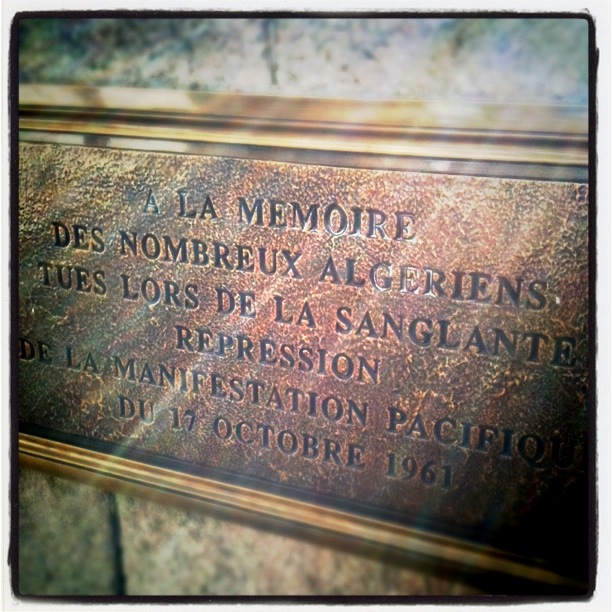 A LA MEMOIRE
DES NOMBREUX ALGERIENS
TUES LORS DE LA SANGLANTE
REPRESSION
DE LA MANIFESTATION PACIFIQU
DU 17 OCTOBRE 1961